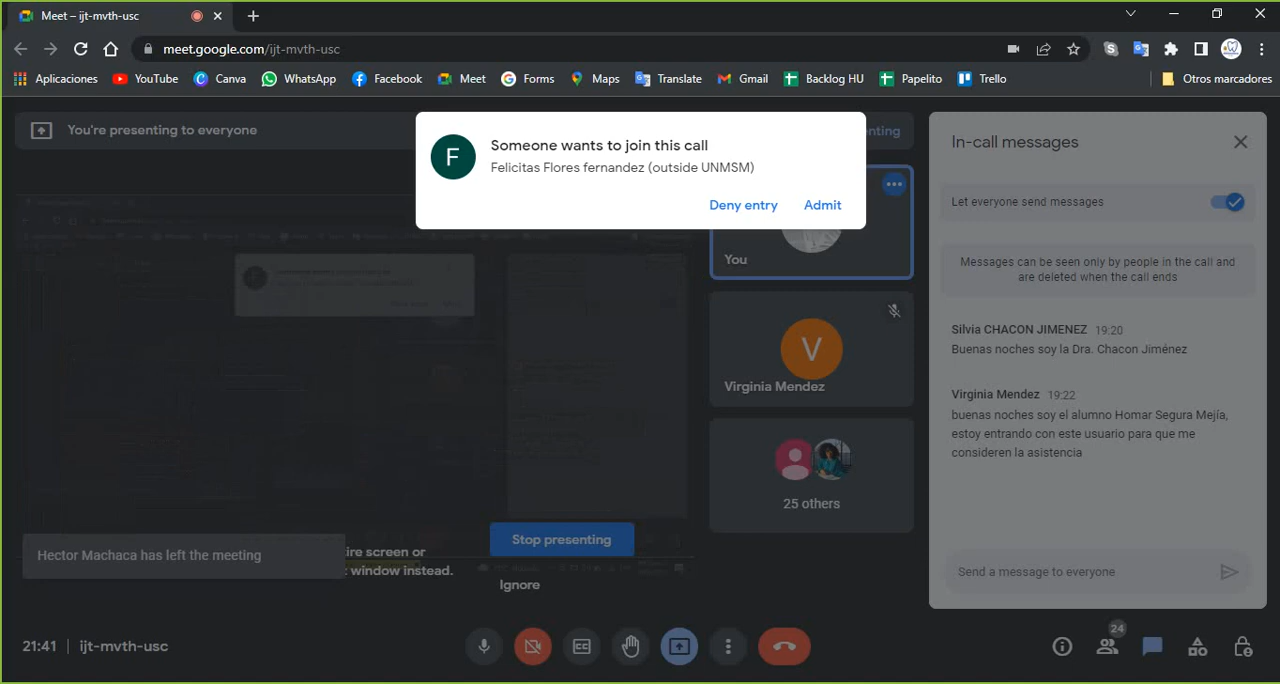 Meet – ijt-mvth-usc
meet.google.com/ijt-mvth-usc
Aplicaciones YouTube Canva WhatsApp Facebook Meet Forms Maps Translate Gmail Backlog HU Papelito Trello Otros marcadores
You're presenting to everyone
enting
F
Someone wants to join this call
Felicitas Flores fernandez (outside UNMSM)
Deny entry Admit
You
V
Virginia Mendez
25 others
Hector Machaca has left the meeting
ire screen or
window instead.
Stop presenting
Ignore
In-call messages
Let everyone send messages
Messages can be seen only by people in the call and
are deleted when the call ends
Silvia CHACON JIMENEZ 19:20
Buenas noches soy la Dra. Chacon Jiménez
Virginia Mendez 19:22
buenas noches soy el alumno Homar Segura Mejía,
estoy entrando con este usuario para que me
consideren la asistencia
Send a message to everyone
21:41 | ijt-mvth-usc
24